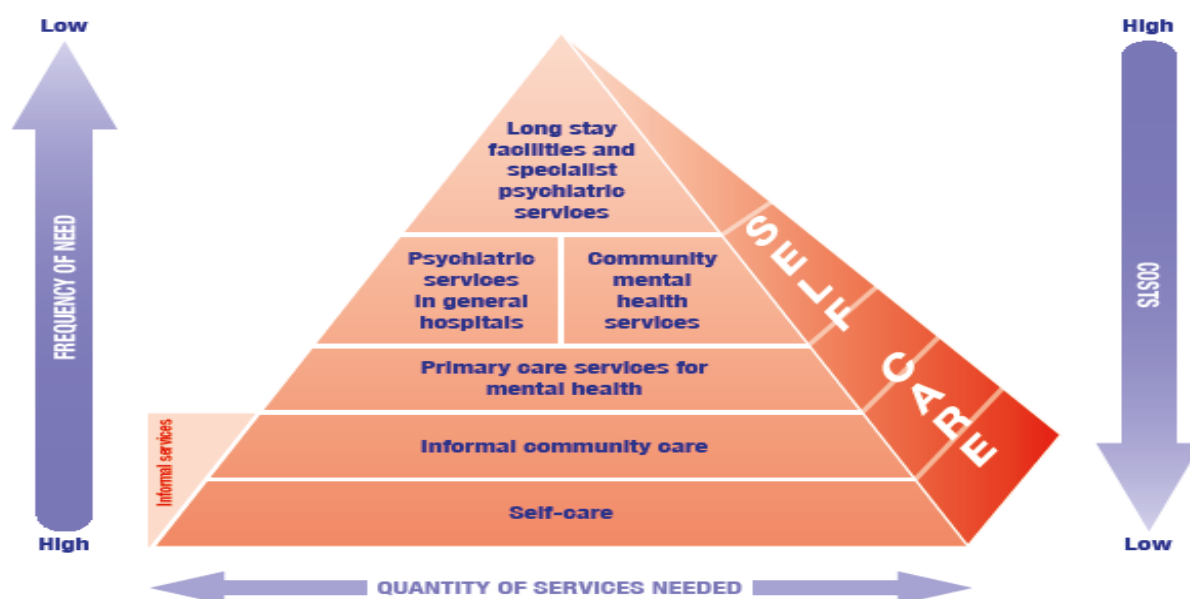 Low
High
Long stay
facilities and
specialist
psychiatric
services
FREQUENCY OF NEED
COSTS
SELF CARE
Psychiatric
services
in general
hospitals
Community
mental
health
services
Primary care services for
mental health
Informal services
Informal community care
Self-care
High
Low
QUANTITY OF SERVICES NEEDED